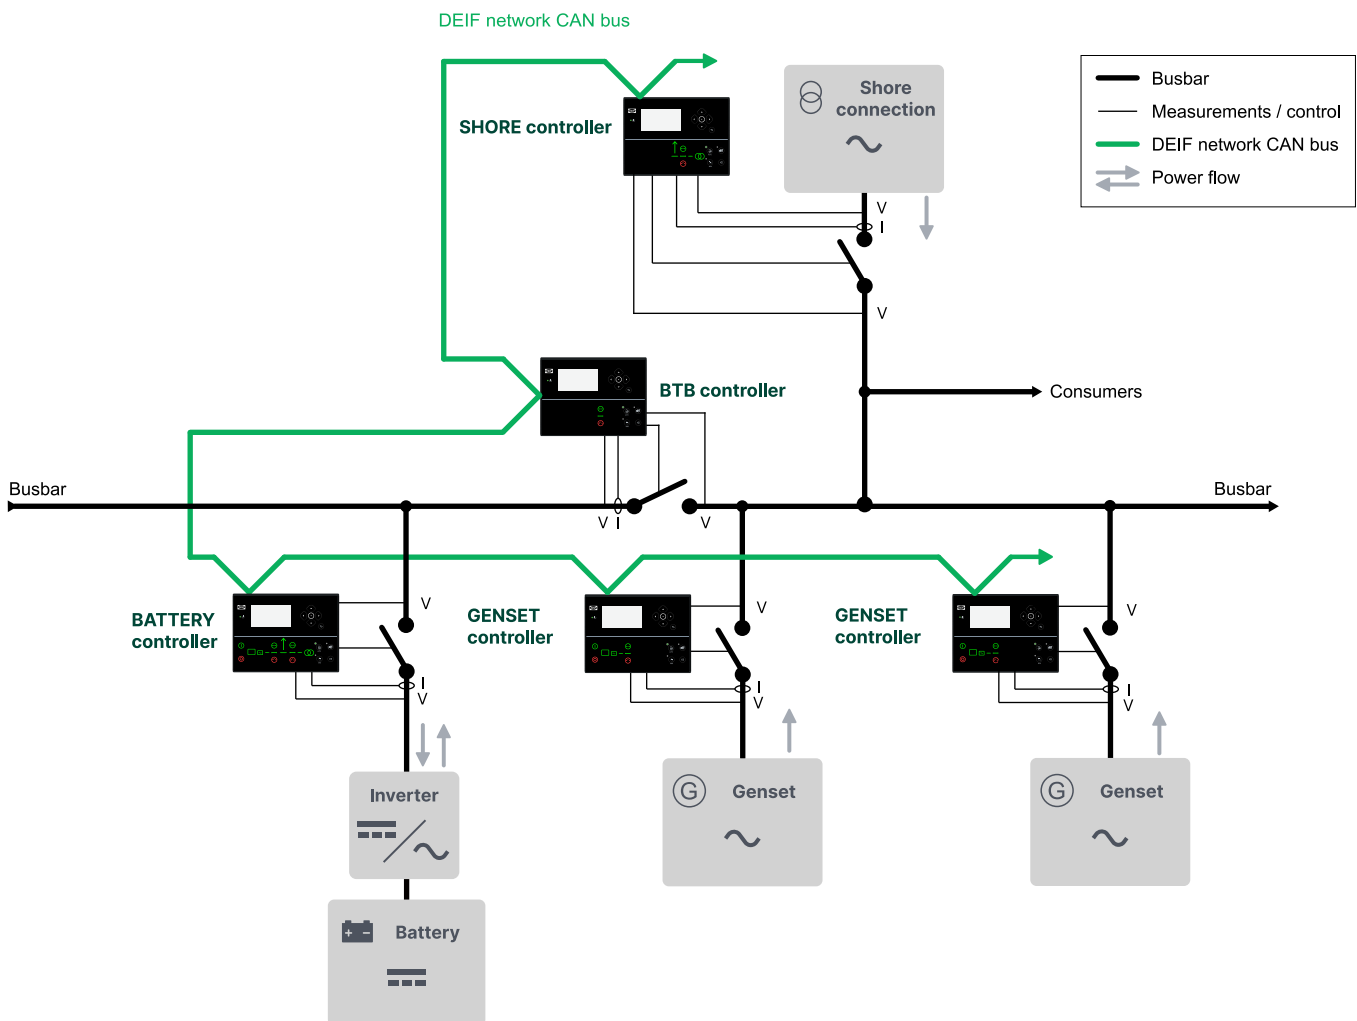 DEIF network CAN bus
Busbar
Measurements / control
DEIF network CAN bus
Power flow
Shore
connection
SHORE controller
V
I
V
BTB controller
Consumers
Busbar
Busbar
V I
V
BATTERY
controller
V
I
V
GENSET
controller
V
I
V
GENSET
controller
V
I
V
Inverter
G Genset
G Genset
Battery